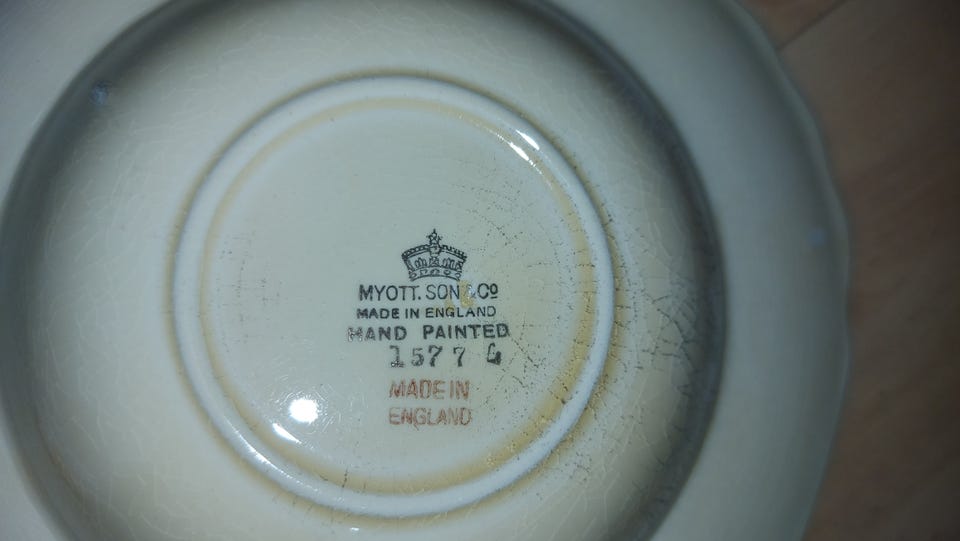 MYOTT. SON & Co
MADE IN ENGLAND
HAND PAINTED
1577 G
MADE IN
ENGLAND